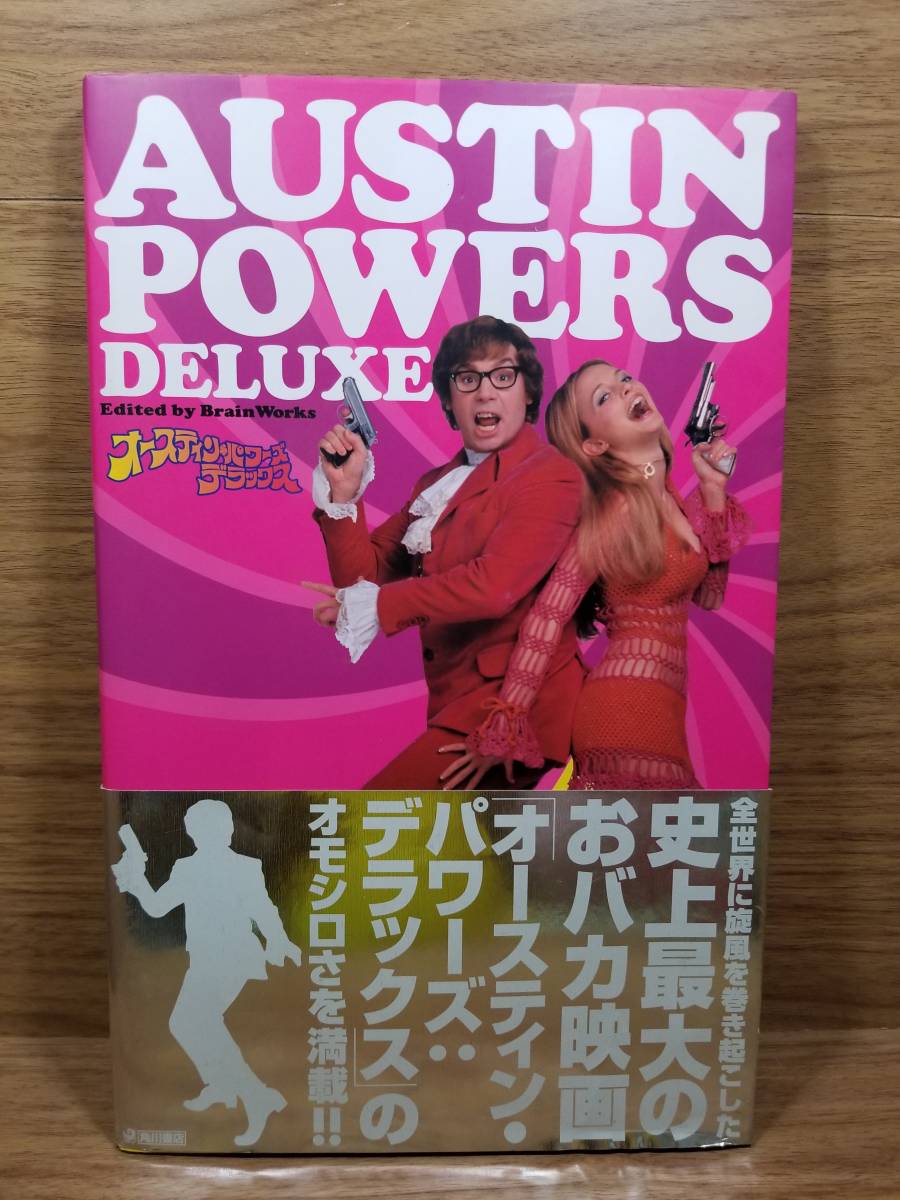 AUSTIN
POWERS
DELUXE
Edited by BrainWorks
オースティン・パワーズ
デラックス
全世界に旋風を巻き起こした
史上最大の
おバカ映画
「オースティン・
パワーズ:
デラックス」の
オモシロさを満載!!
角川書店